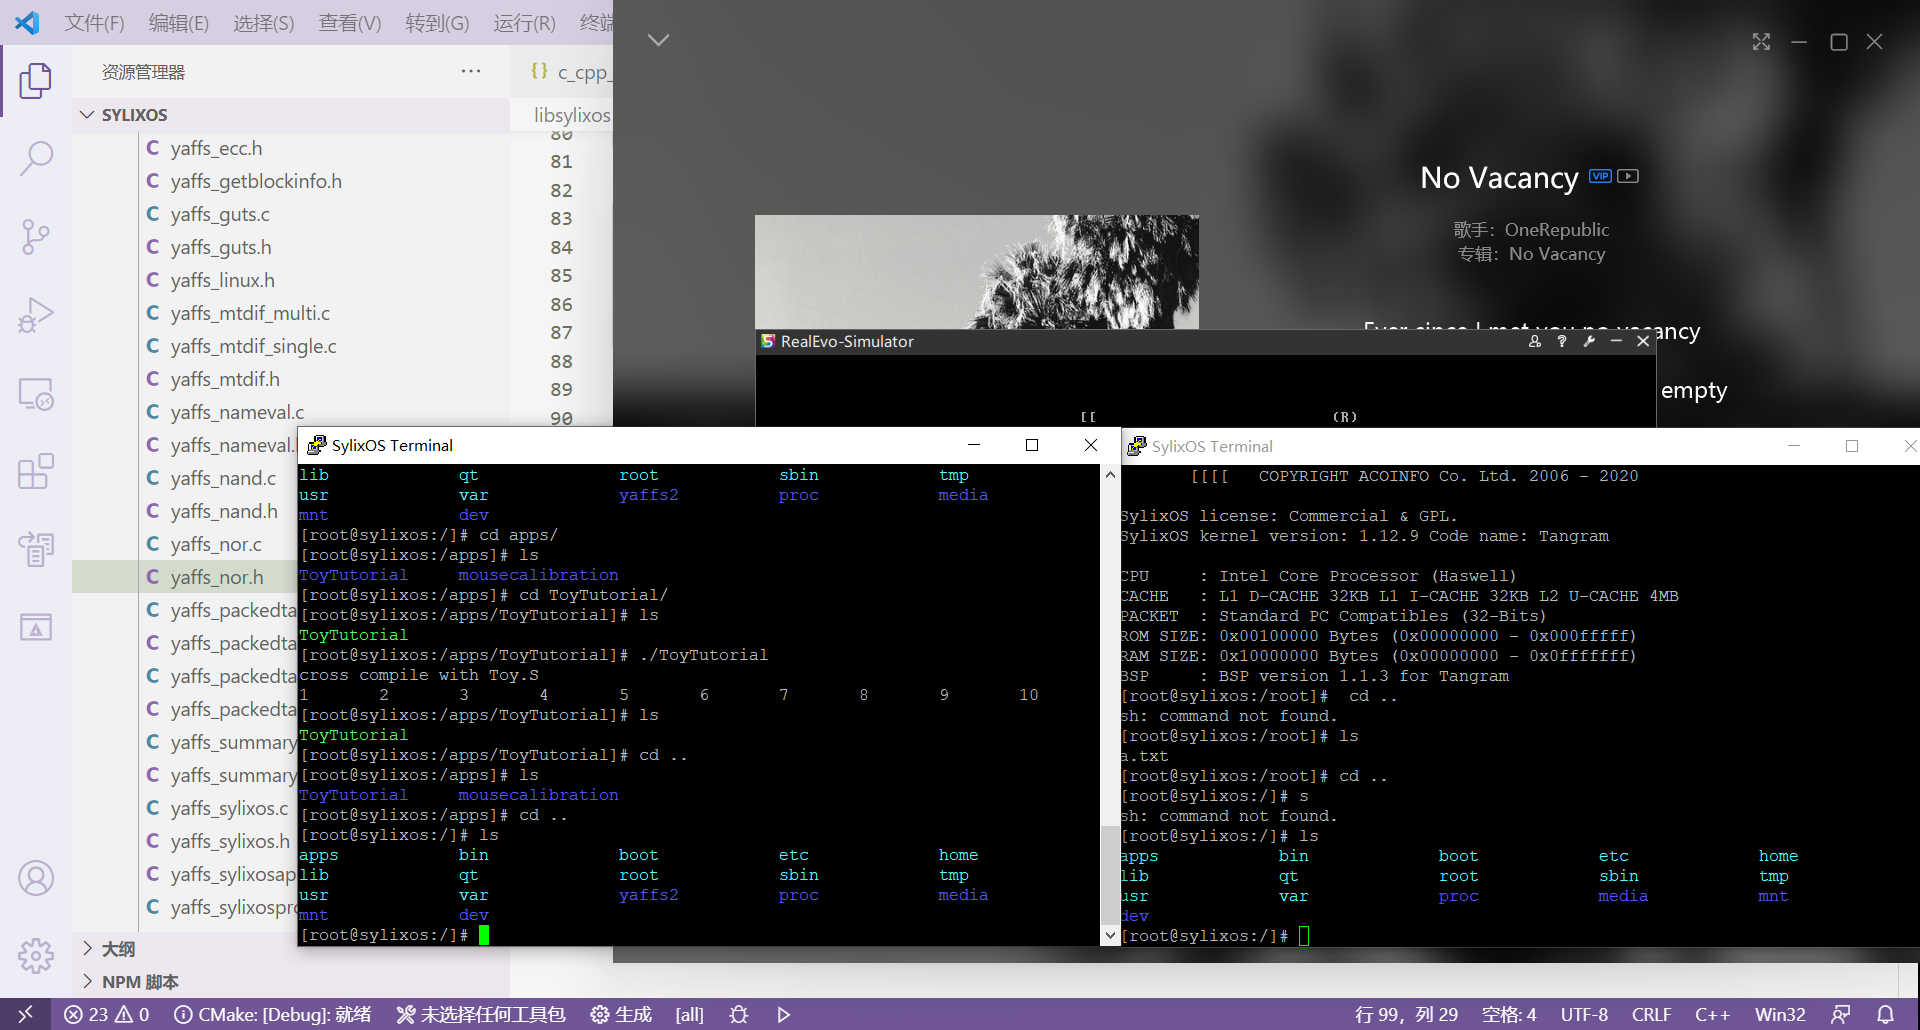 文件(F) 编辑(E) 选择(S) 查看(V) 转到(G) 运行(R) 终端
资源管理器 ···
{} c_cpp_
SYLIXOS
libsylixos
yaffs_ecc.h
yaffs_getblockinfo.h
yaffs_guts.c
yaffs_guts.h
yaffs_linux.h
yaffs_mtdif_multi.c
yaffs_mtdif_single.c
yaffs_mtdif.h
yaffs_nameval.c
yaffs_nameval.
yaffs_nand.c
yaffs_nand.h
yaffs_nor.c
yaffs_nor.h
yaffs_packedta
yaffs_packedta
yaffs_packedta
yaffs_packedta
yaffs_summary
yaffs_summary
yaffs_sylixos.c
yaffs_sylixos.h
yaffs_sylixosap
yaffs_sylixospro
大纲
NPM 脚本
80
81
82
83
84
85
86
87
88
89
90
No Vacancy VIP
歌手：OneRepublic
专辑：No Vacancy
Ever since I met you no vacancy
empty
RealEvo-Simulator
[[ (R)
SylixOS Terminal
lib qt root sbin tmp
usr var yaffs2 proc media
mnt dev
[root@sylixos:/]# cd apps/
[root@sylixos:/apps]# ls
ToyTutorial mousecalibration
[root@sylixos:/apps]# cd ToyTutorial/
[root@sylixos:/apps/ToyTutorial]# ls
ToyTutorial
[root@sylixos:/apps/ToyTutorial]# ./ToyTutorial
cross compile with Toy.S
1 2 3 4 5 6 7 8 9 10
[root@sylixos:/apps/ToyTutorial]# ls
ToyTutorial
[root@sylixos:/apps/ToyTutorial]# cd ..
[root@sylixos:/apps]# ls
ToyTutorial mousecalibration
[root@sylixos:/apps]# cd ..
[root@sylixos:/]# ls
apps bin boot etc home
lib qt root sbin tmp
usr var yaffs2 proc media
mnt dev
[root@sylixos:/]#
SylixOS Terminal
[[[[ COPYRIGHT ACOINFO Co. Ltd. 2006 - 2020
SylixOS license: Commercial & GPL.
SylixOS kernel version: 1.12.9 Code name: Tangram
CPU : Intel Core Processor (Haswell)
CACHE : L1 D-CACHE 32KB L1 I-CACHE 32KB L2 U-CACHE 4MB
PACKET : Standard PC Compatibles (32-Bits)
ROM SIZE: 0x00100000 Bytes (0x00000000 - 0x000fffff)
RAM SIZE: 0x10000000 Bytes (0x00000000 - 0x0fffffff)
BSP : BSP version 1.1.3 for Tangram
[root@sylixos:/root]#  cd ..
sh: command not found.
[root@sylixos:/root]# ls
a.txt
[root@sylixos:/root]# cd ..
[root@sylixos:/]# s
sh: command not found.
[root@sylixos:/]# ls
apps bin boot etc home
lib qt root sbin tmp
usr var proc media mnt
dev
[root@sylixos:/]#
23 0 CMake: [Debug]: 就绪 未选择任何工具包 生成 [all] 行 99，列 29 空格: 4 UTF-8 CRLF C++ Win32